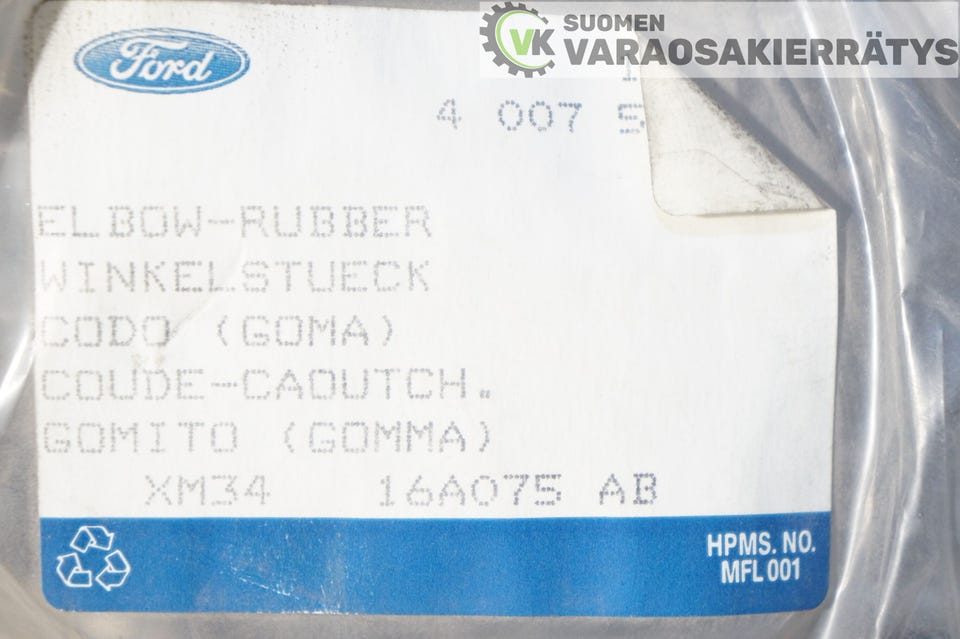 Ford
VK SUOMEN
VARAOSAKIERRÄTYS
4 007 5
ELBOW-RUBBER
WINKELSTUECK
CODO (GOMA)
COUDE-CAOUTCH.
GOMITO (GOMMA)
XM34 16A075 AB
HPMS. NO.
MFL 001